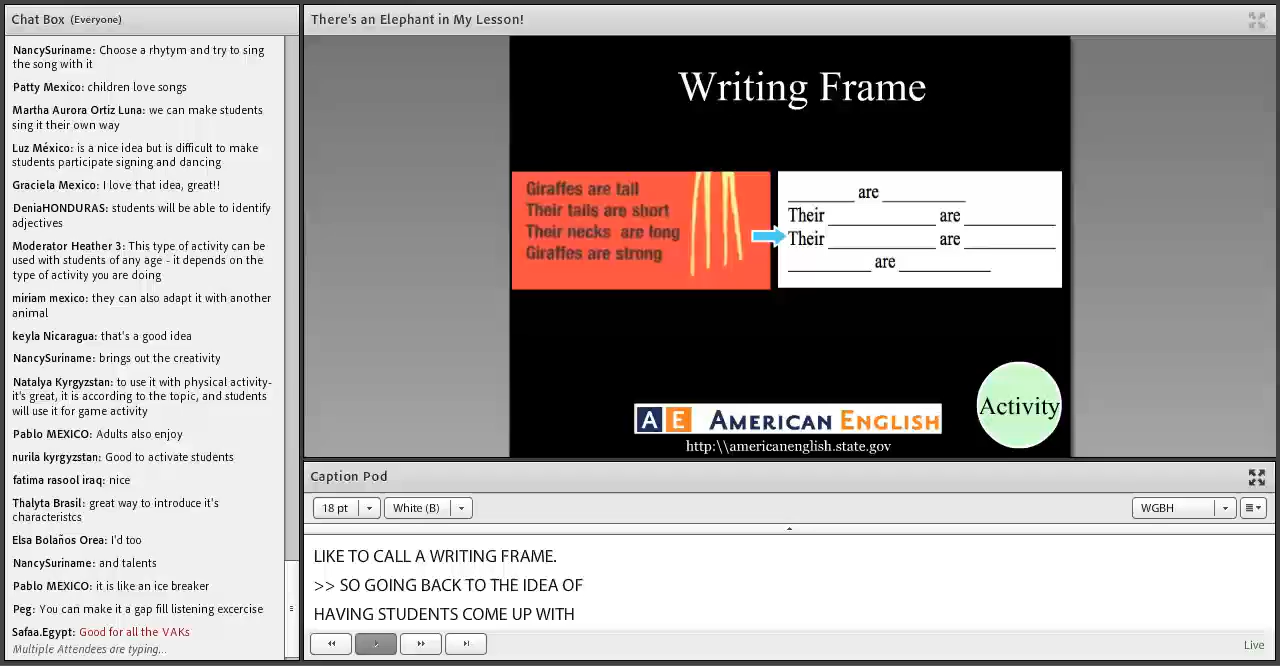 Chat Box (Everyone)
NancySuriname: Choose a rhytym and try to sing
the song with it
Patty Mexico: children love songs
Martha Aurora Ortiz Luna: we can make students
sing it their own way
Luz México: is a nice idea but is difficult to make
students participate signing and dancing
Graciela Mexico: I love that idea, great!!
DeniaHONDURAS: students will be able to identify
adjectives
Moderator Heather 3: This type of activity can be
used with students of any age - it depends on the
type of activity you are doing
miriam mexico: they can also adapt it with another
animal
keyla Nicaragua: that's a good idea
NancySuriname: brings out the creativity
Natalya Kyrgyzstan: to use it with physical activity-
it's great, it is according to the topic, and students
will use it for game activity
Pablo MEXICO: Adults also enjoy
nurila kyrgyzstan: Good to activate students
fatima rasool iraq: nice
Thalyta Brasil: great way to introduce it's
characteristcs
Elsa Bolaños Orea: I'd too
NancySuriname: and talents
Pablo MEXICO: it is like an ice breaker
Peg: You can make it a gap fill listening excercise
Safaa.Egypt: Good for all the VAKs
Multiple Attendees are typing...
There's an Elephant in My Lesson!
Writing Frame
Giraffes are tall
Their tails are short
Their necks are long
Giraffes are strong
_______ are _________
Their ___________ are _________
Their ___________ are _________
_________ are __________
Activity
AE AMERICAN ENGLISH
http:\\americanenglish.state.gov
Caption Pod
18 pt
White (B)
WGBH
LIKE TO CALL A WRITING FRAME.
>> SO GOING BACK TO THE IDEA OF
HAVING STUDENTS COME UP WITH
Live